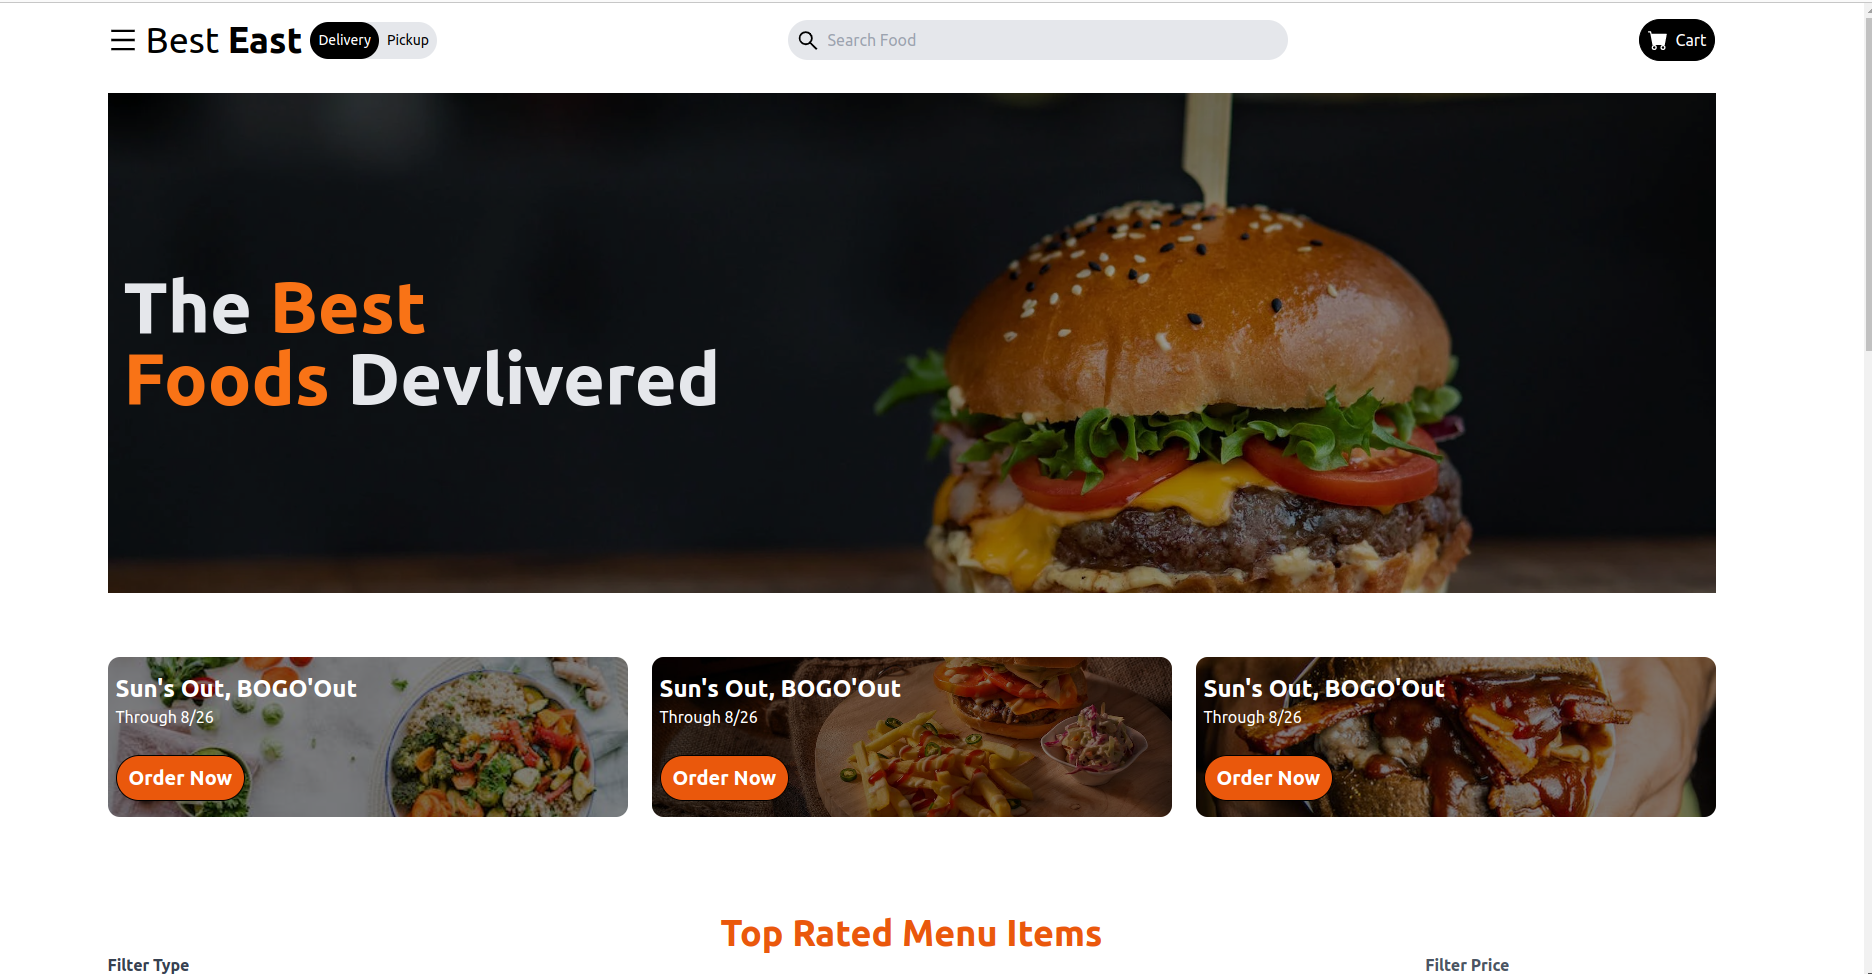 Best East Delivery Pickup Search Food Cart
The Best
Foods Devlivered
Sun's Out, BOGO'Out
Through 8/26
Order Now
Sun's Out, BOGO'Out
Through 8/26
Order Now
Sun's Out, BOGO'Out
Through 8/26
Order Now
Top Rated Menu Items
Filter Type
Filter Price